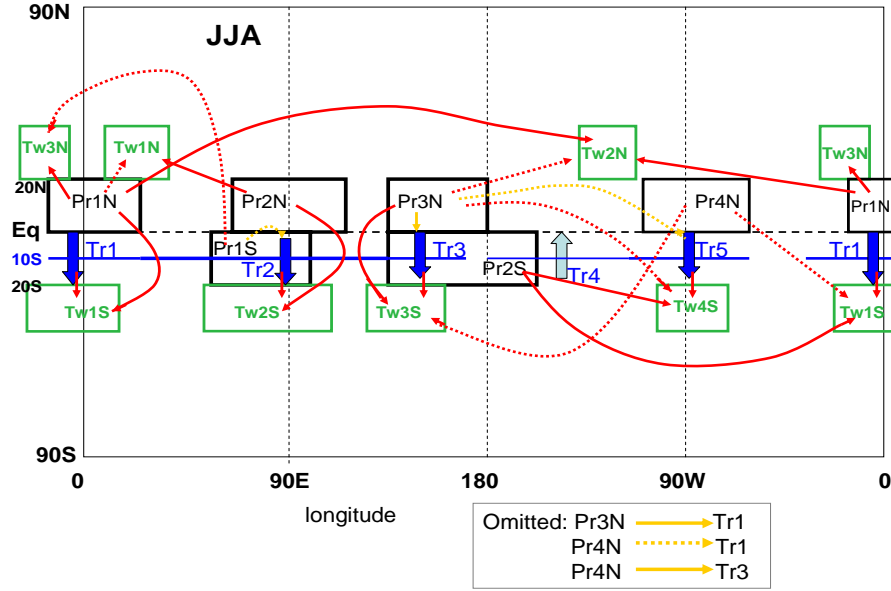 90N
JJA
Tw3N Tw1N Tw2N Tw3N
20N
Pr1N Pr2N Pr3N Pr4N Pr1N
Eq
Tr1 Pr1S Tr2 Tr3 Pr2S Tr4 Tr5 Tr1
10S
20S
Tw1S Tw2S Tw3S Tw4S Tw1S
90S
0 90E 180 90W 0
longitude
Omitted: Pr3N Tr1
Pr4N Tr1
Pr4N Tr3